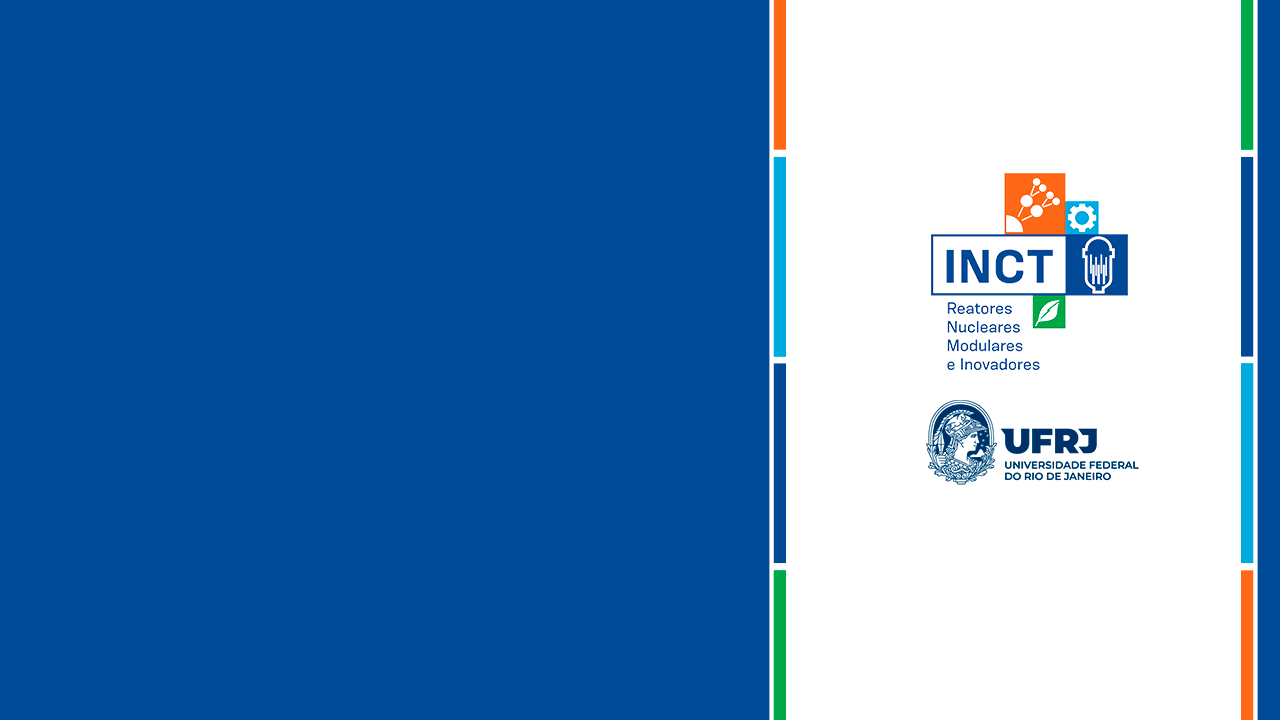 INCT
Reatores
Nucleares
Modulares
e Inovadores
UFRJ
UNIVERSIDADE FEDERAL
DO RIO DE JANEIRO